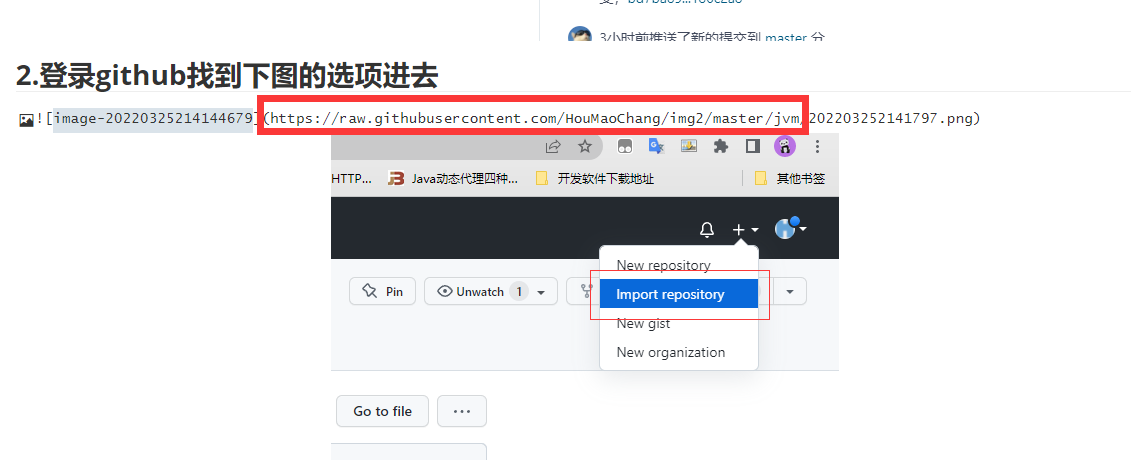 3小时前推送了新的提交到 master 分
2.登录github找到下图的选项进去
![image-20220325214144679](https://raw.githubusercontent.com/HouMaoChang/img2/master/jvm/202203252141797.png)
HTTP... Java动态代理四种... 开发软件下载地址 其他书签
New repository
Pin Unwatch 1 Import repository
New gist
New organization
Go to file ...